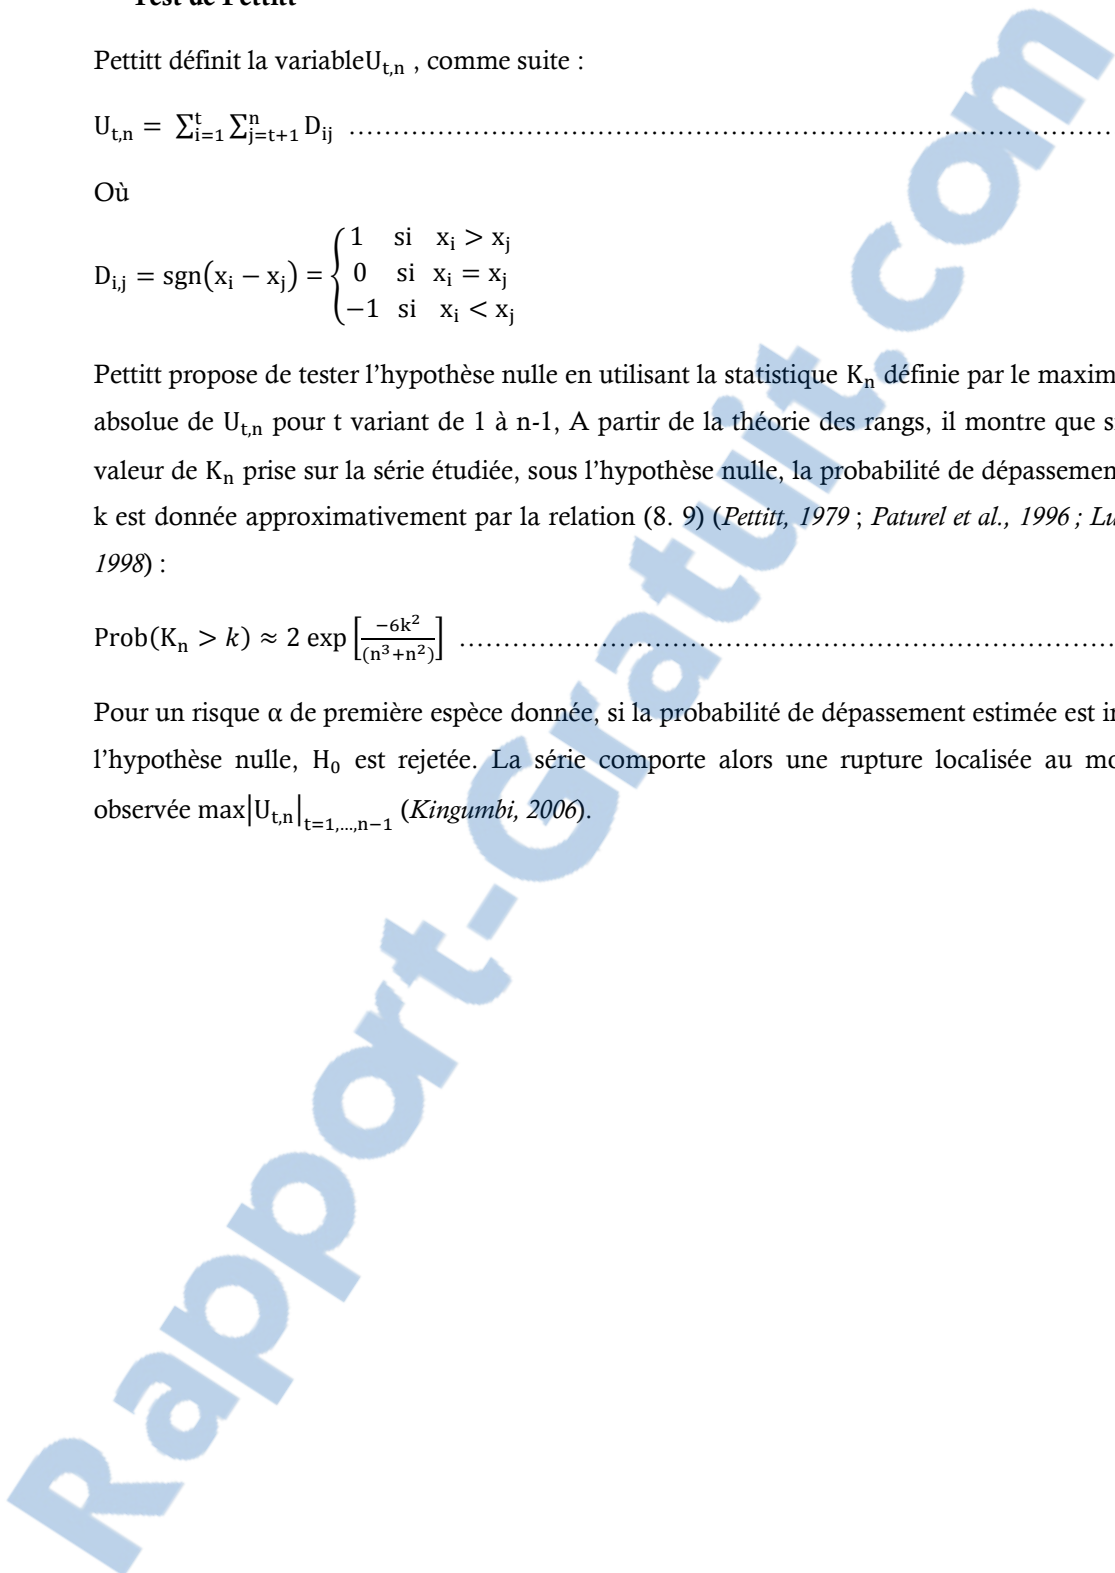 Test de Pettitt
Pettitt définit la variableU_{t,n} , comme suite :
U_{t,n} = ∑_{i=1}^{t} ∑_{j=t+1}^{n} D_{ij} ……………………………………………………………………………
Où
D_{i,j} = sgn(x_i − x_j) = { 1 si x_i > x_j
0 si x_i = x_j
−1 si x_i < x_j
Pettitt propose de tester l'hypothèse nulle en utilisant la statistique K_n définie par le maxim
absolue de U_{t,n} pour t variant de 1 à n-1, A partir de la théorie des rangs, il montre que s
valeur de K_n prise sur la série étudiée, sous l'hypothèse nulle, la probabilité de dépassemen
k est donnée approximativement par la relation (8. 9) (Pettitt, 1979 ; Paturel et al., 1996 ; Lu
1998) :
Prob(K_n > k) ≈ 2 exp [−6k² / (n³+n²)] …………………………………………………………………
Pour un risque α de première espèce donnée, si la probabilité de dépassement estimée est in
l'hypothèse nulle, H_0 est rejetée. La série comporte alors une rupture localisée au mo
observée max|U_{t,n}|_{t=1,…,n−1} (Kingumbi, 2006).
Rapport-Gratuit.com